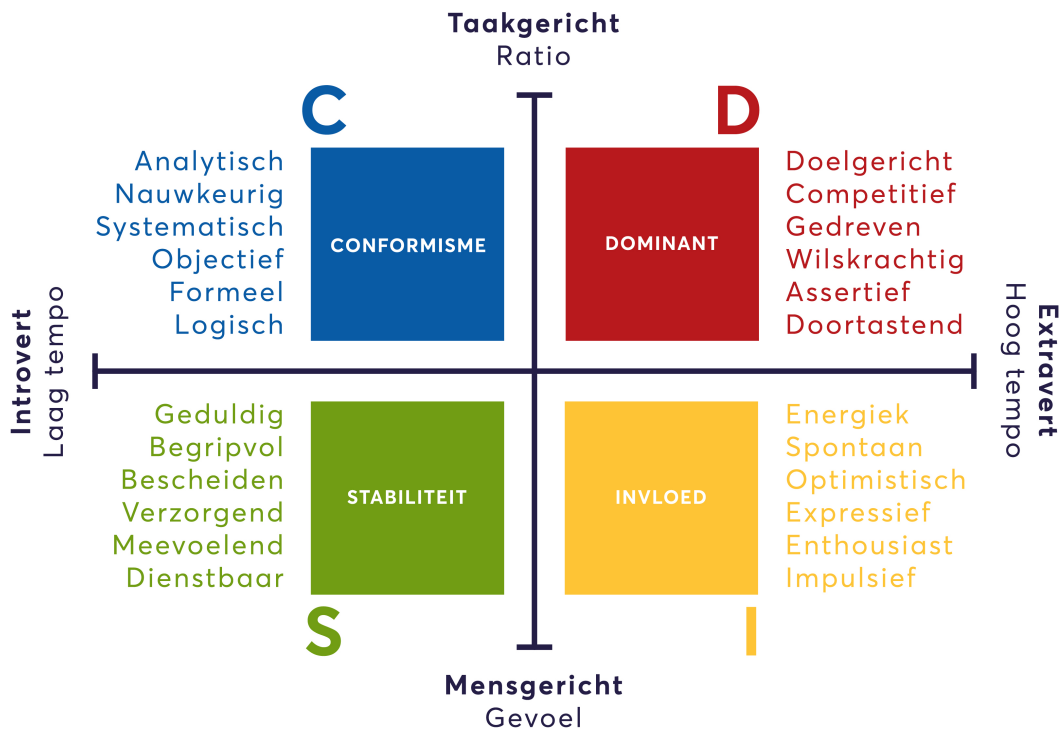 Taakgericht
Ratio
C
Analytisch
Nauwkeurig
Systematisch
Objectief
Formeel
Logisch
CONFORMISME
D
DOMINANT
Doelgericht
Competitief
Gedreven
Wilskrachtig
Assertief
Doortastend
Introvert
Laag tempo
Extravert
Hoog tempo
Geduldig
Begripvol
Bescheiden
Verzorgend
Meevoelend
Dienstbaar
STABILITEIT
S
INVLOED
Energiek
Spontaan
Optimistisch
Expressief
Enthousiast
Impulsief
I
Mensgericht
Gevoel